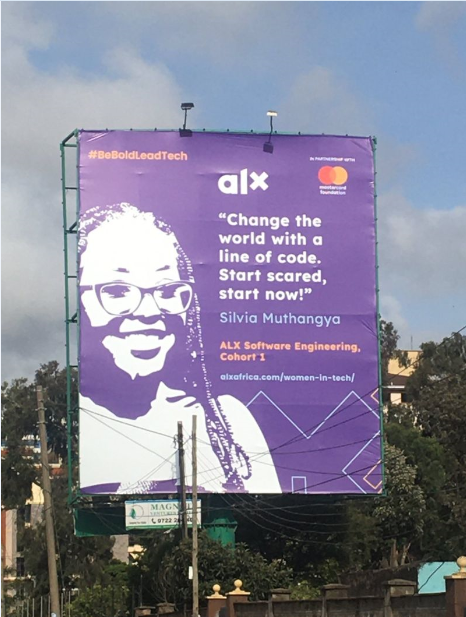 #BeBoldLeadTech
IN PARTNERSHIP WITH
alx
mastercard
foundation
“Change the
world with a
line of code.
Start scared,
start now!”
Silvia Muthangya
ALX Software Engineering,
Cohort 1
alxafrica.com/women-in-tech/
0722